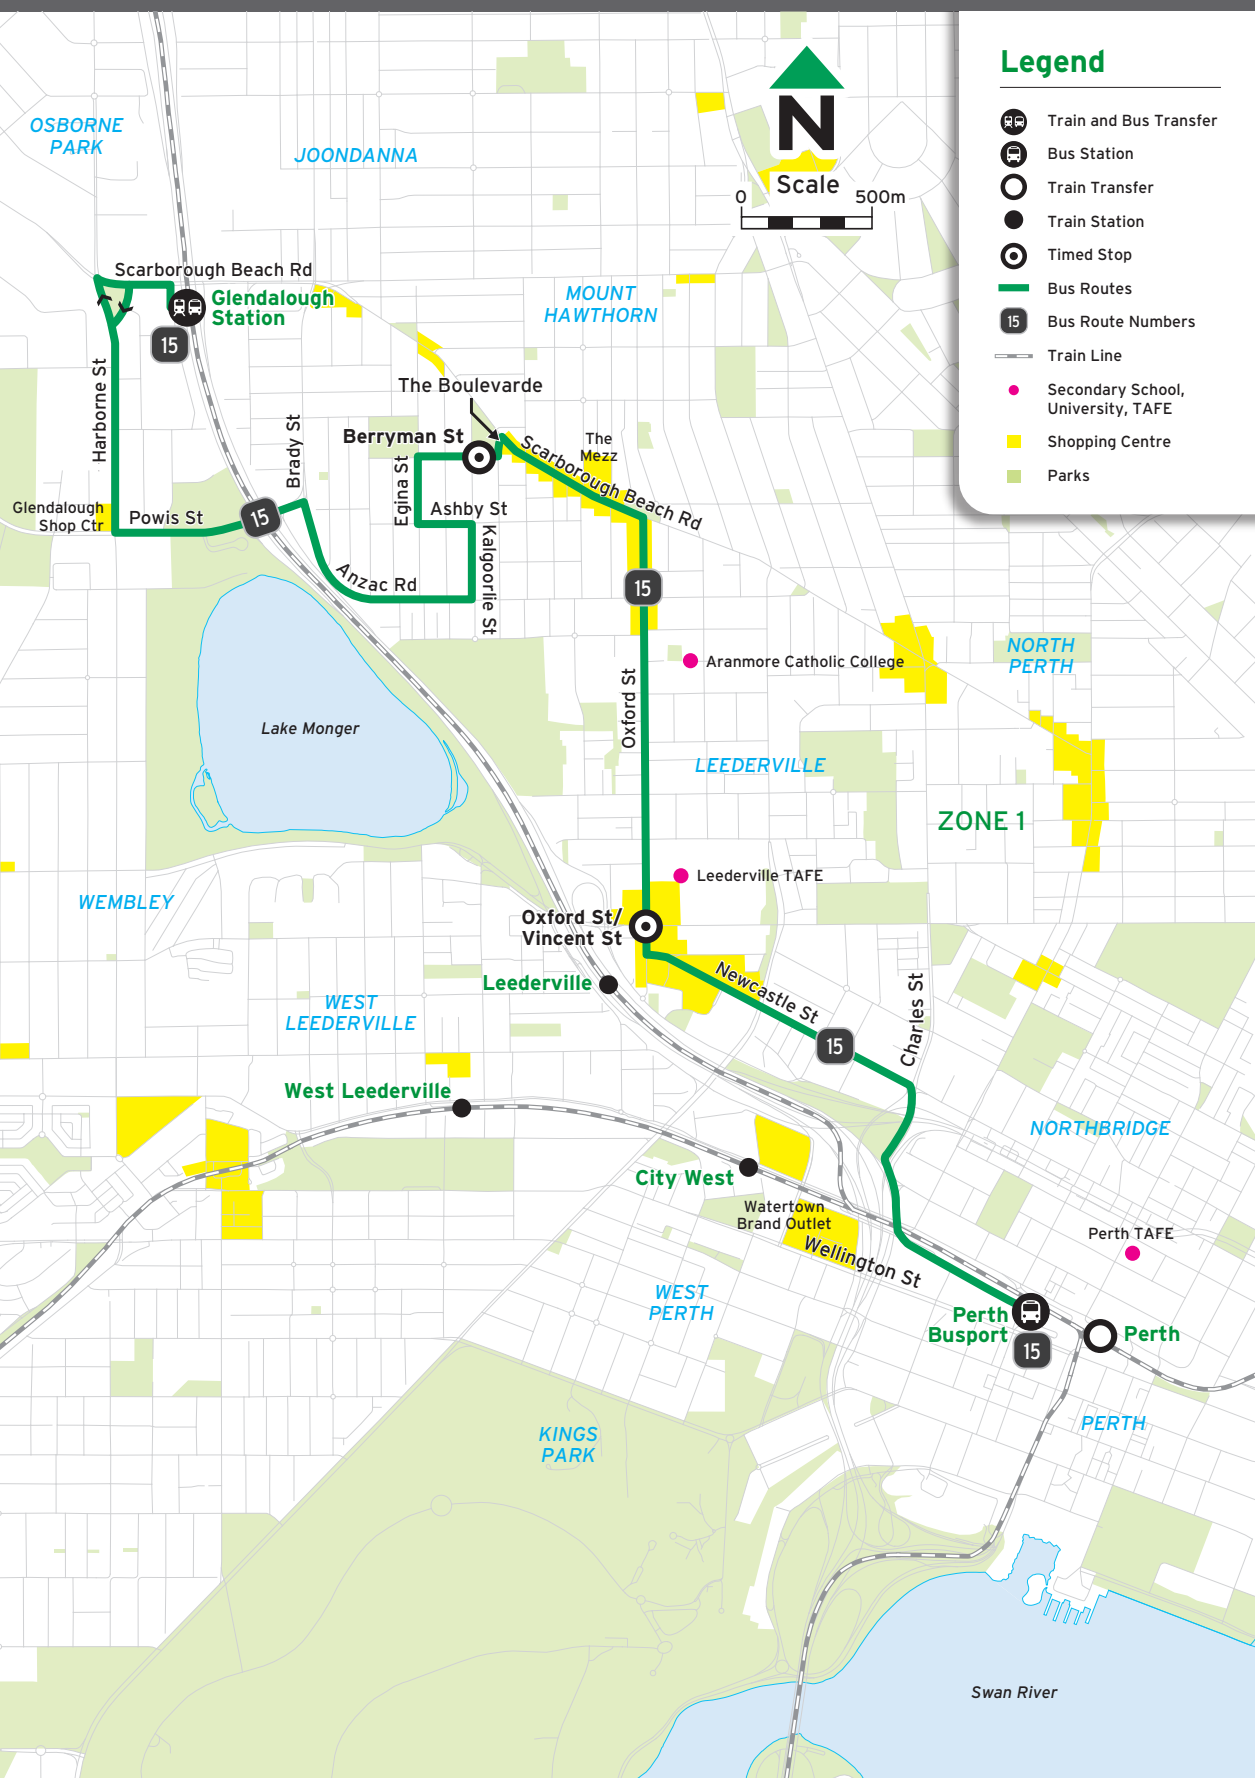 Legend
Train and Bus Transfer
Bus Station
Train Transfer
Train Station
Timed Stop
Bus Routes
15
Bus Route Numbers
Train Line
Secondary School,
University, TAFE
Shopping Centre
Parks
N
Scale
0
500m
OSBORNE
PARK
JOONDANNA
Scarborough Beach Rd
Glendalough
Station
15
MOUNT
HAWTHORN
Harborne St
Brady St
The Boulevarde
Berryman St
The
Mezz
Scarborough Beach Rd
Egina St
Ashby St
Glendalough
Shop Ctr
Powis St
15
Anzac Rd
Kalgoorlie St
15
NORTH
PERTH
Aranmore Catholic College
Oxford St
Lake Monger
LEEDERVILLE
ZONE 1
Leederville TAFE
WEMBLEY
Oxford St/
Vincent St
Leederville
Newcastle St
Charles St
WEST
LEEDERVILLE
15
West Leederville
NORTHBRIDGE
City West
Watertown
Brand Outlet
Wellington St
Perth TAFE
WEST
PERTH
Perth
Busport
15
Perth
PERTH
KINGS
PARK
Swan River